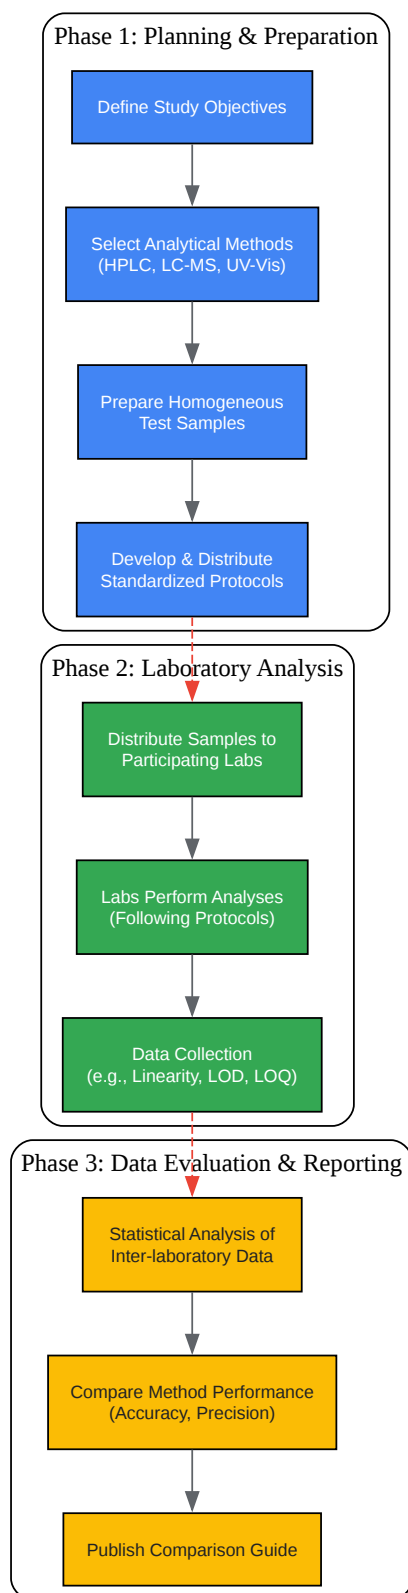 Phase 1: Planning & Preparation
Define Study Objectives
Select Analytical Methods
(HPLC, LC-MS, UV-Vis)
Prepare Homogeneous
Test Samples
Develop & Distribute
Standardized Protocols
Phase 2: Laboratory Analysis
Distribute Samples to
Participating Labs
Labs Perform Analyses
(Following Protocols)
Data Collection
(e.g., Linearity, LOD, LOQ)
Phase 3: Data Evaluation & Reporting
Statistical Analysis of
Inter-laboratory Data
Compare Method Performance
(Accuracy, Precision)
Publish Comparison Guide